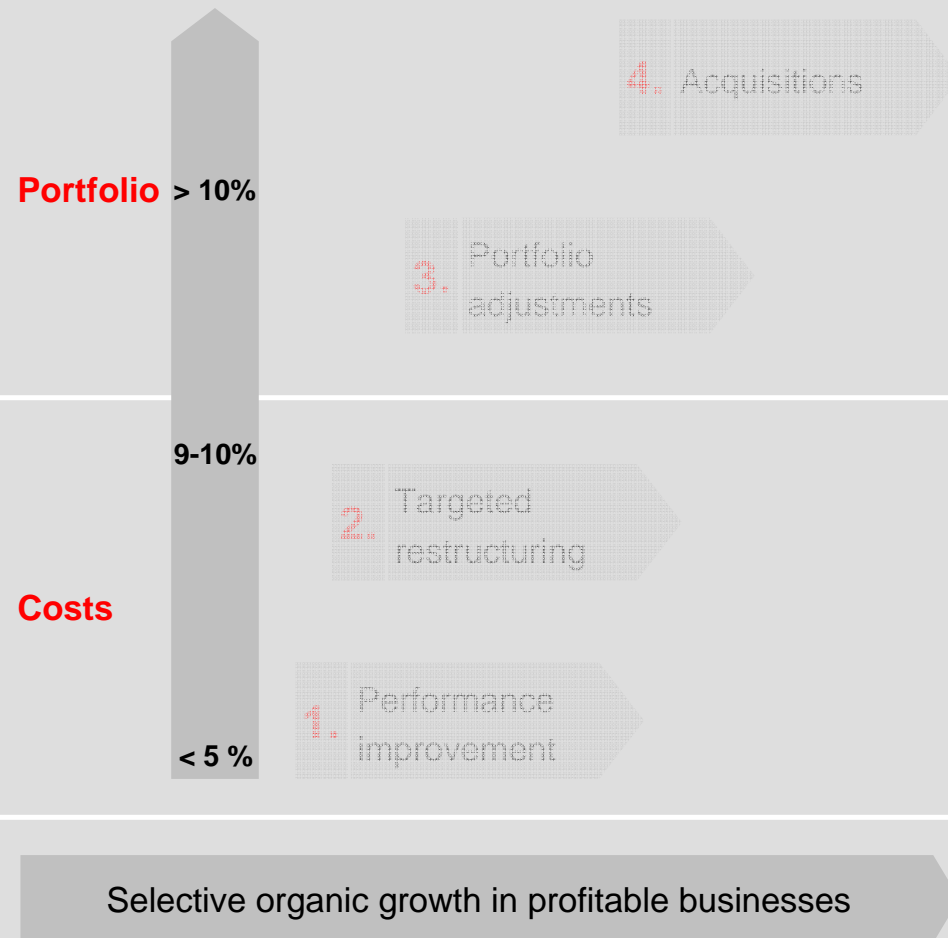 4. Acquisitions
Portfolio > 10%
3. Portfolio
adjustments
9-10%
2. Targeted
restructuring
Costs
1. Performance
improvement
< 5 %
Selective organic growth in profitable businesses